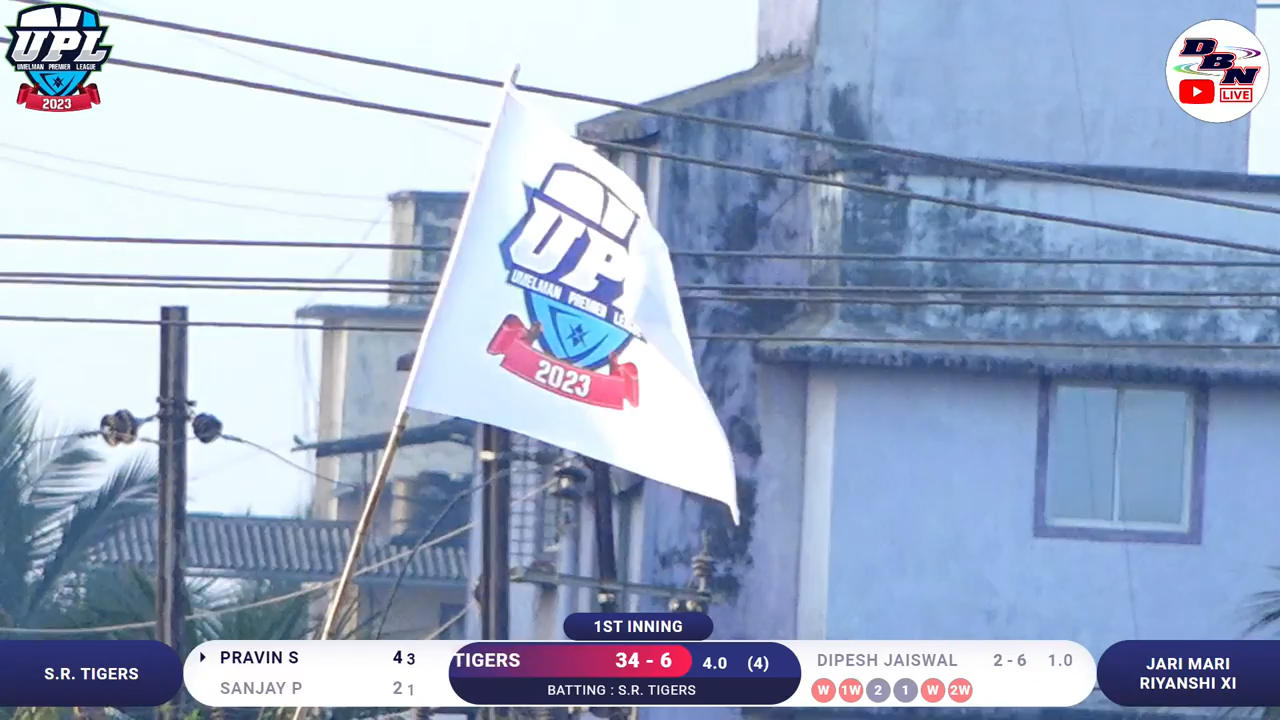 UPL
UMELMAN PREMIER LEAGUE
2023
DBN
LIVE
UPL
UMELMAN PREMIER LEAGUE
2023
1ST INNING
S.R. TIGERS
PRAVIN S 4 3
SANJAY P 2 1
TIGERS 34 - 6 4.0 (4)
BATTING : S.R. TIGERS
DIPESH JAISWAL 2 - 6 1.0
W 1W 2 1 W 2W
JARI MARI
RIYANSHI XI